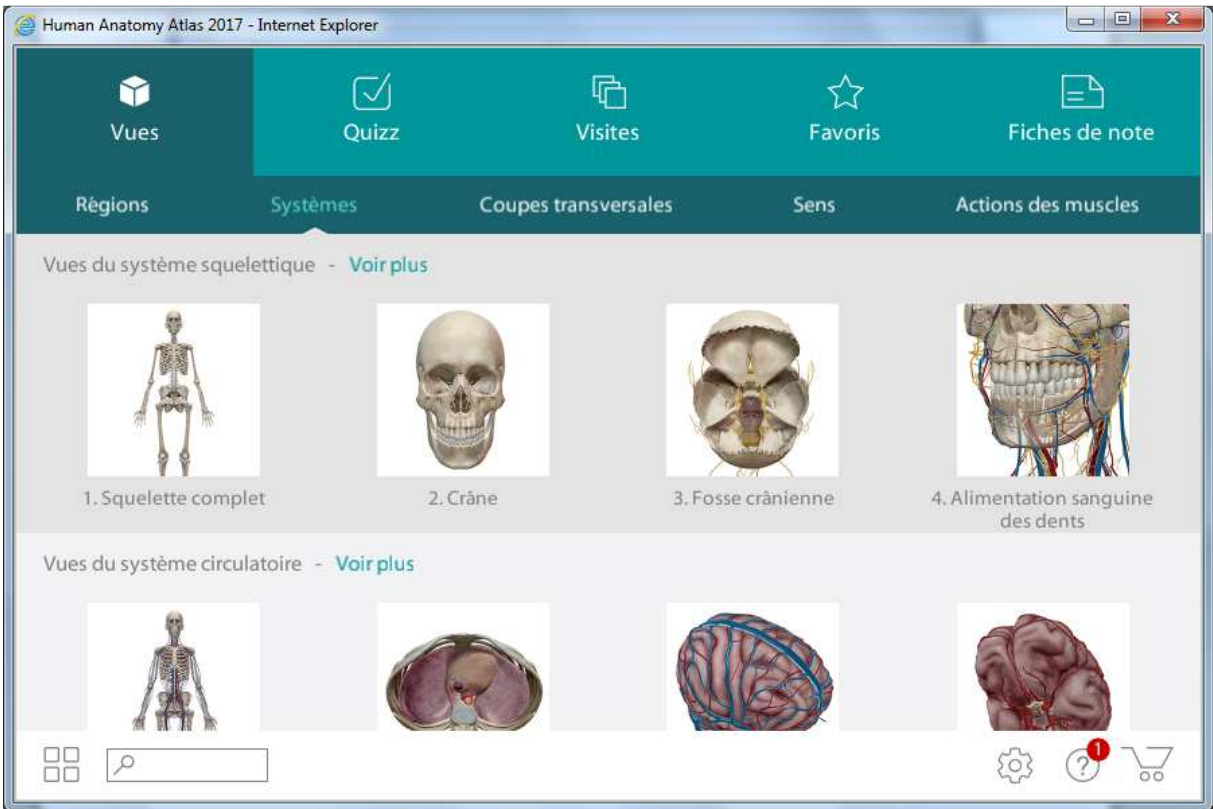 Human Anatomy Atlas 2017 - Internet Explorer
Vues
Quizz
Visites
Favoris
Fiches de note
Régions
Systèmes
Coupes transversales
Sens
Actions des muscles
Vues du système squelettique - Voir plus
1. Squelette complet
2. Crâne
3. Fosse crânienne
4. Alimentation sanguine
des dents
Vues du système circulatoire - Voir plus
1